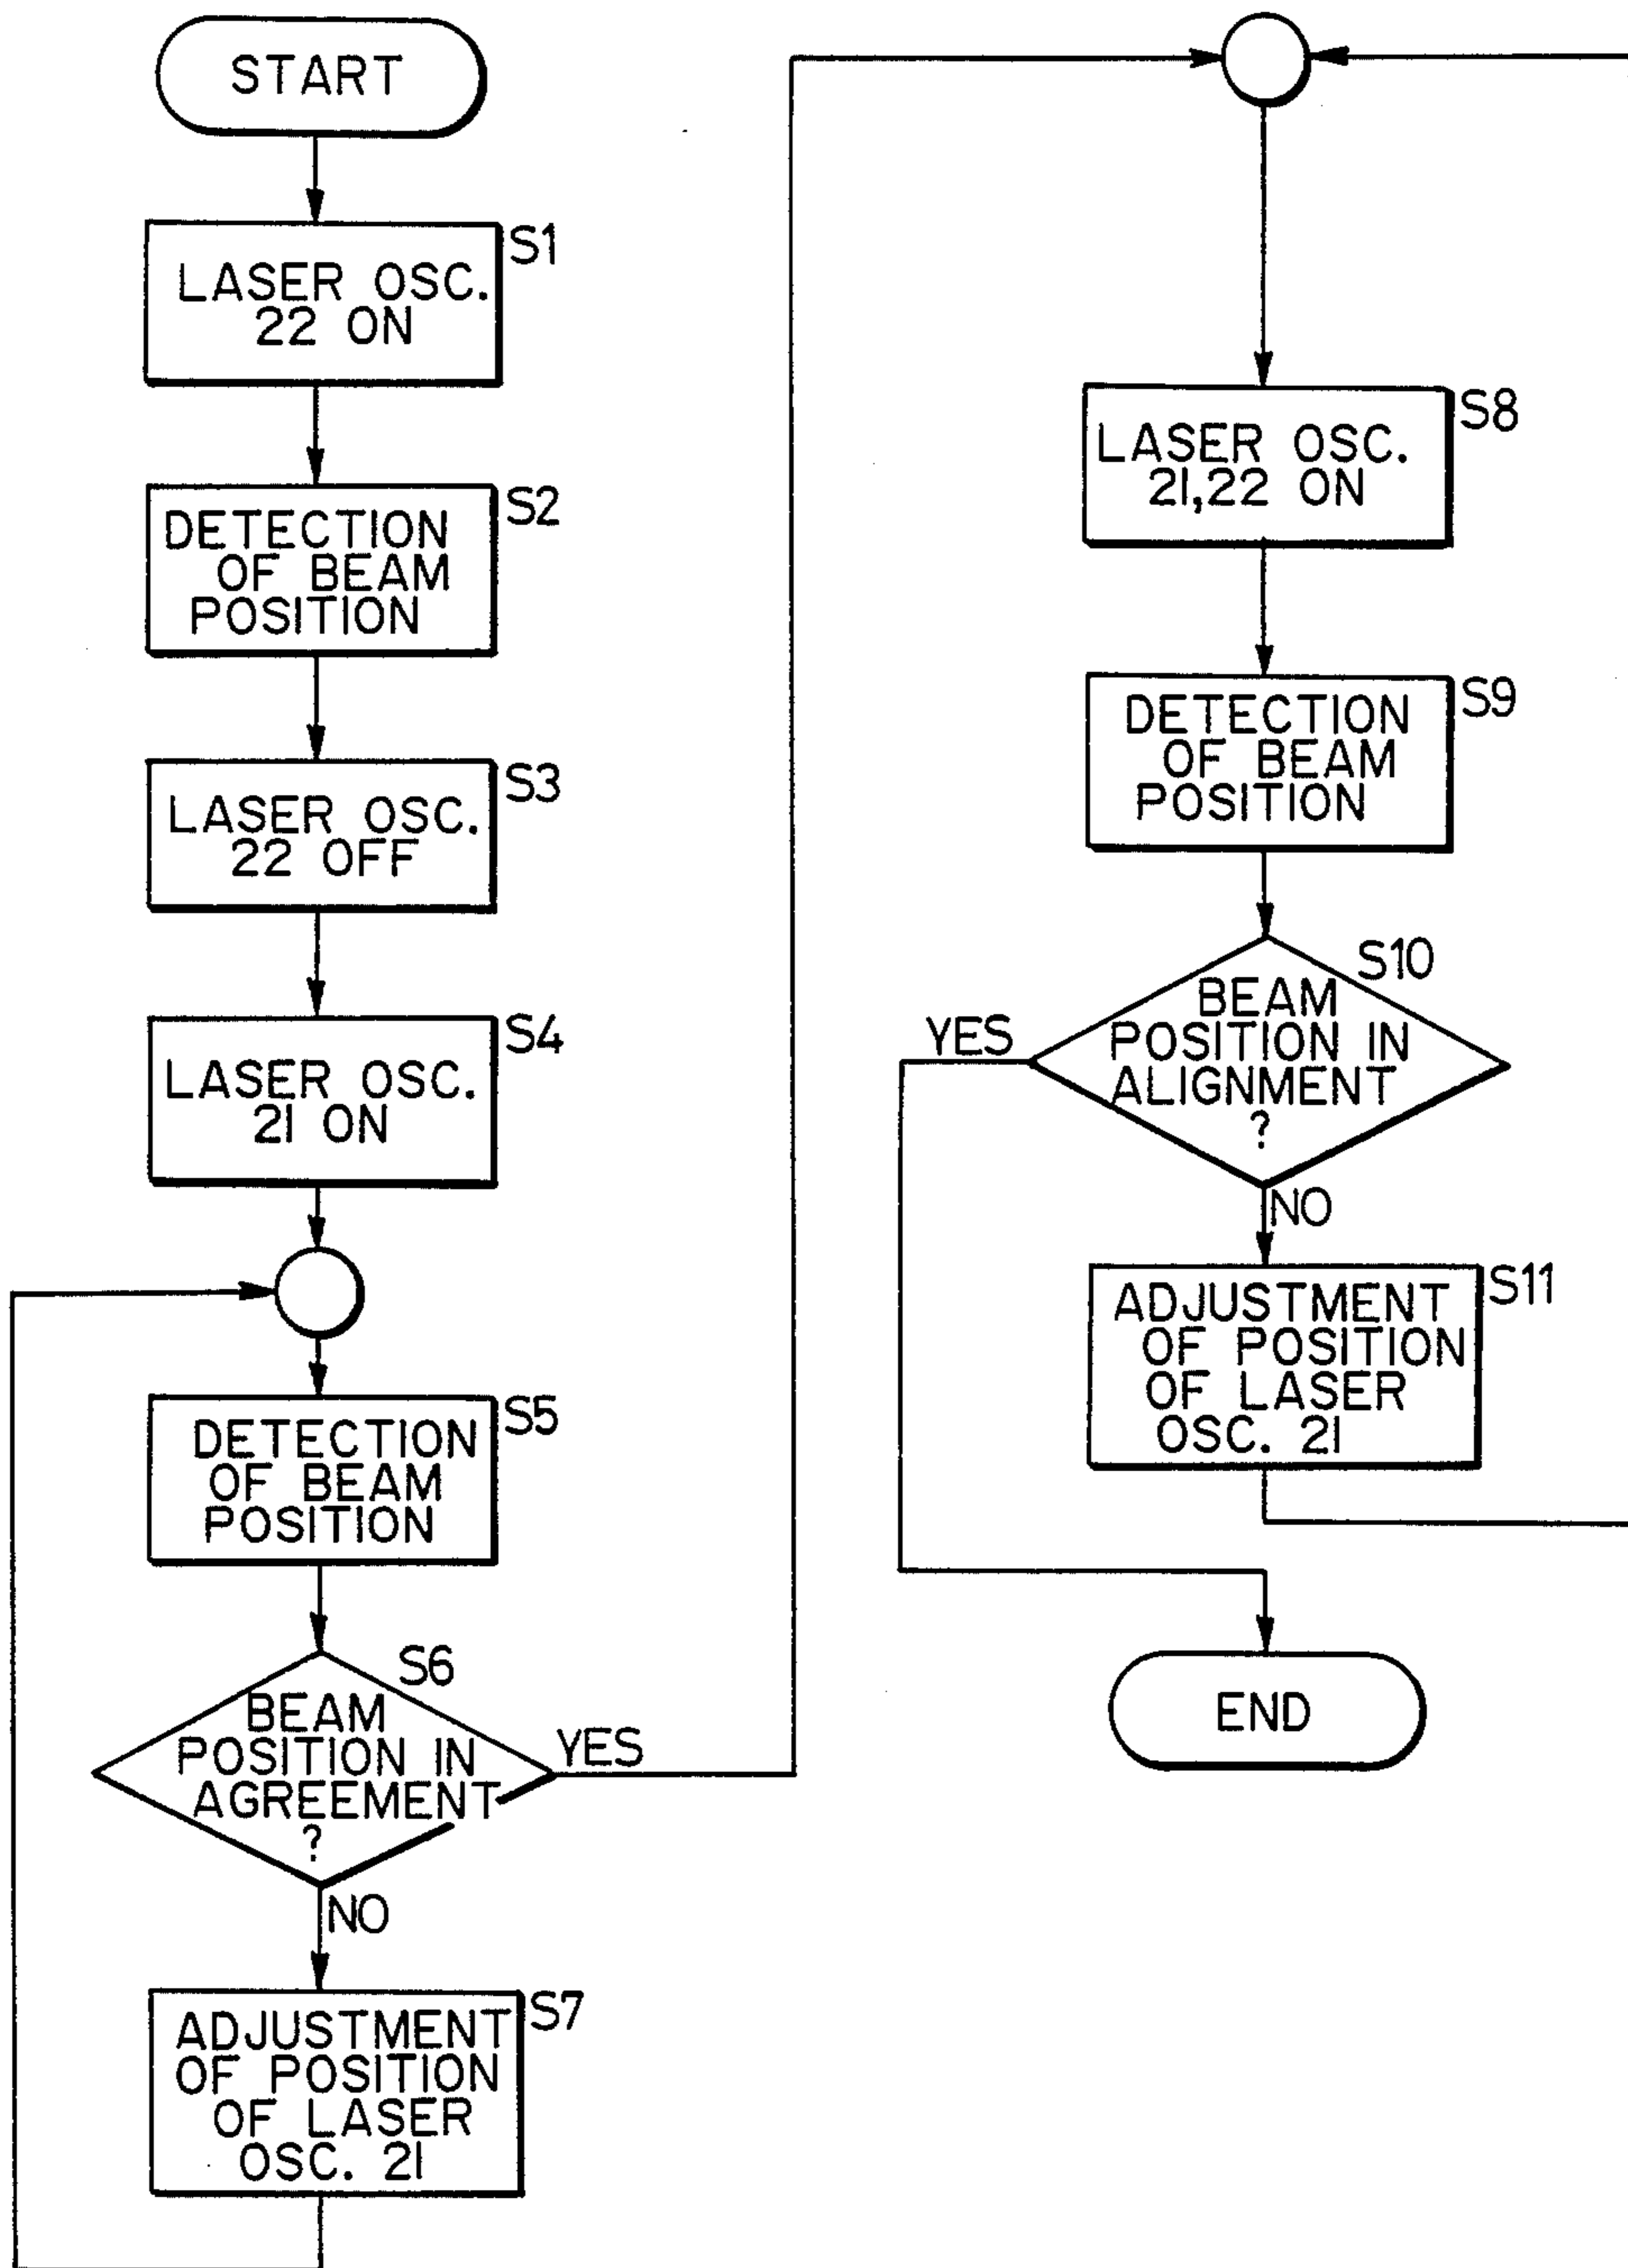 START
S1
LASER OSC.
22 ON
S2
DETECTION
OF BEAM
POSITION
S3
LASER OSC.
22 OFF
S4
LASER OSC.
21 ON
S5
DETECTION
OF BEAM
POSITION
S6
BEAM
POSITION IN
AGREEMENT
?
YES
NO
S7
ADJUSTMENT
OF POSITION
OF LASER
OSC. 21
S8
LASER OSC.
21,22 ON
S9
DETECTION
OF BEAM
POSITION
S10
BEAM
POSITION IN
ALIGNMENT
?
YES
NO
S11
ADJUSTMENT
OF POSITION
OF LASER
OSC. 21
END